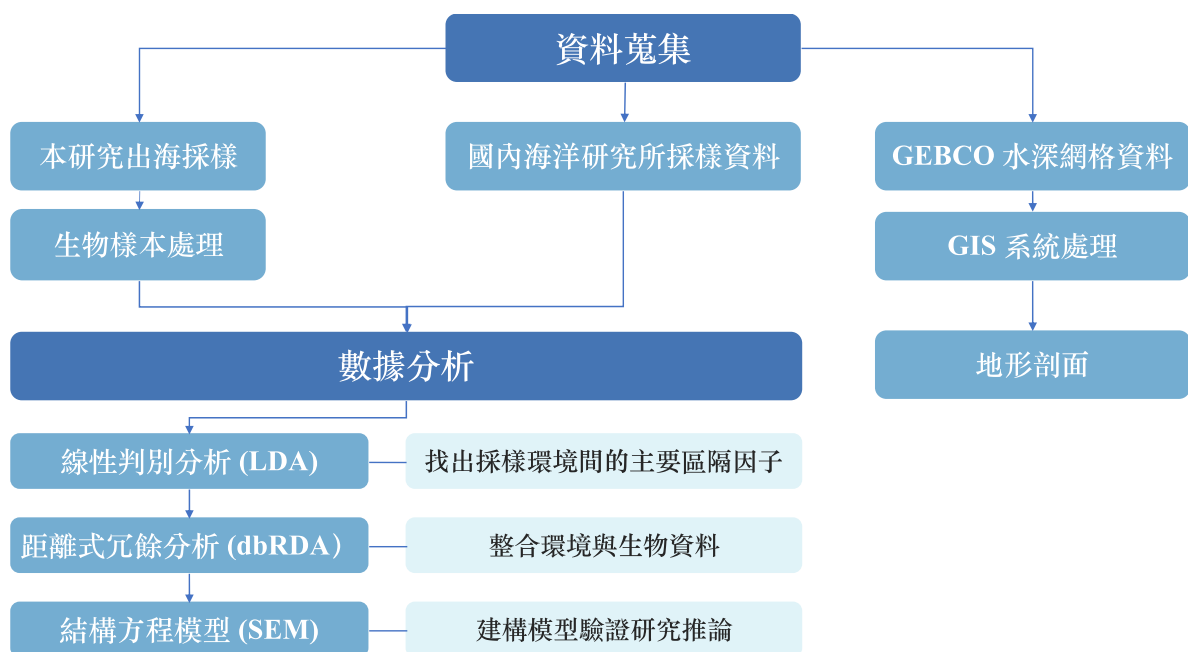 資料蒐集
本研究出海採樣
國內海洋研究所採樣資料
GEBCO 水深網格資料
生物樣本處理
GIS 系統處理
數據分析
地形剖面
線性判別分析 (LDA)
找出採樣環境間的主要區隔因子
距離式冗餘分析 (dbRDA）
整合環境與生物資料
結構方程模型 (SEM)
建構模型驗證研究推論